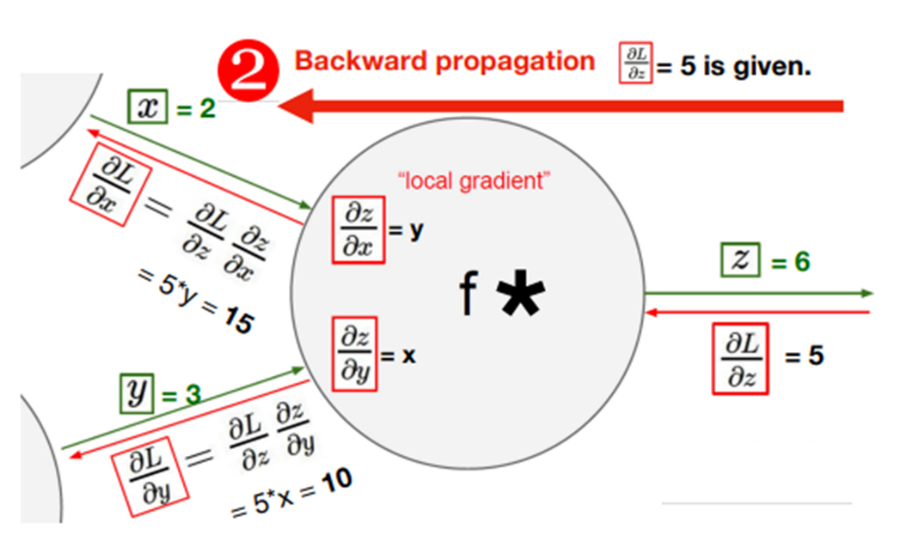 2 Backward propagation ∂L/∂z = 5 is given.
x = 2
"local gradient"
∂L/∂x = ∂L/∂z ∂z/∂x
= 5*y = 15
∂z/∂x = y
f *
z = 6
∂z/∂y = x
∂L/∂z = 5
y = 3
∂L/∂y = ∂L/∂z ∂z/∂y
= 5*x = 10